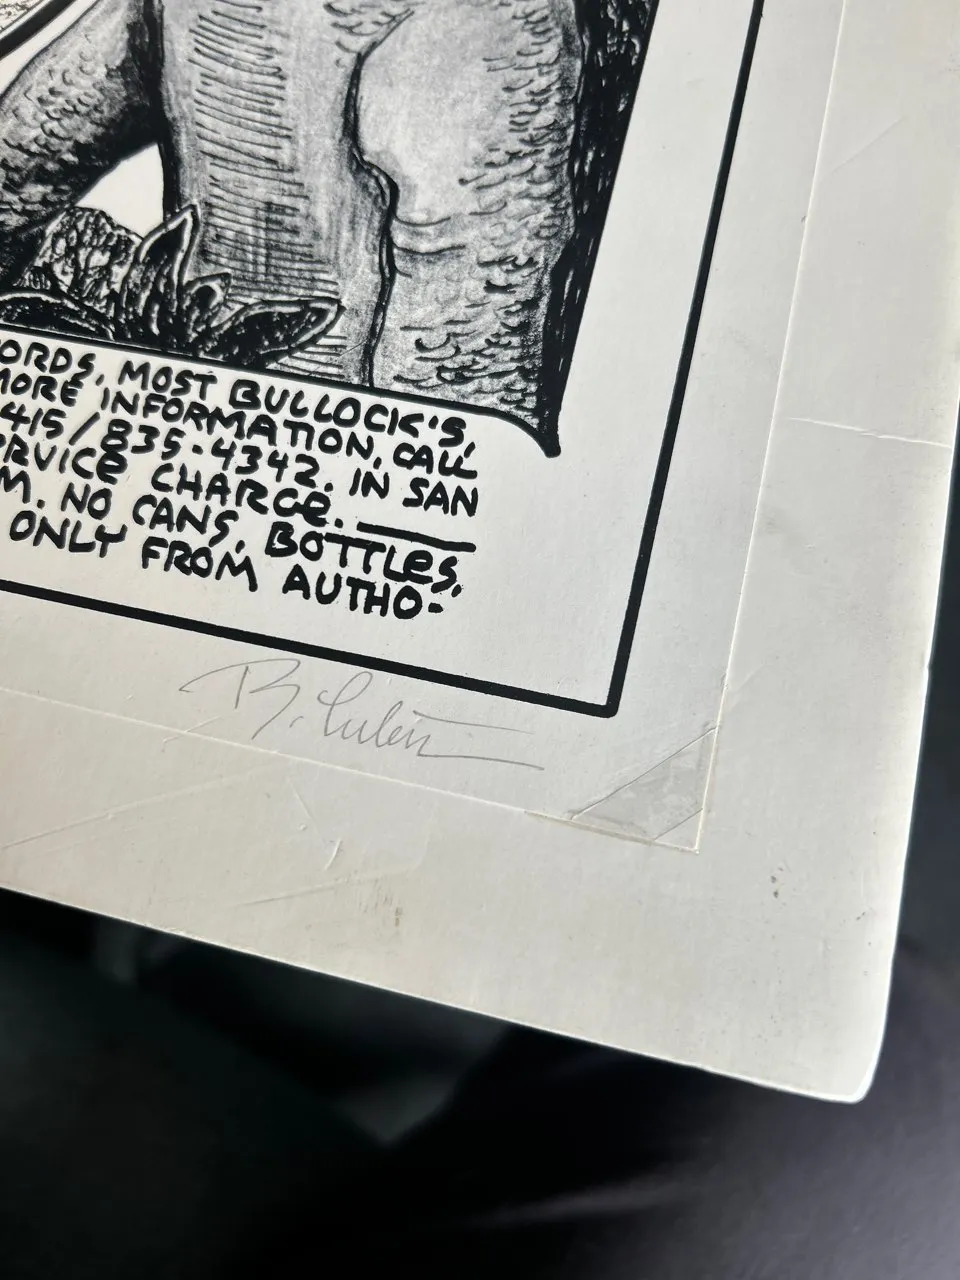 ORDS, MOST BULLOCK'S,
MORE INFORMATION, CALL
415/835-4342. IN SAN
RVICE CHARGE.
M. NO CANS, BOTTLES,
ONLY FROM AUTHO-